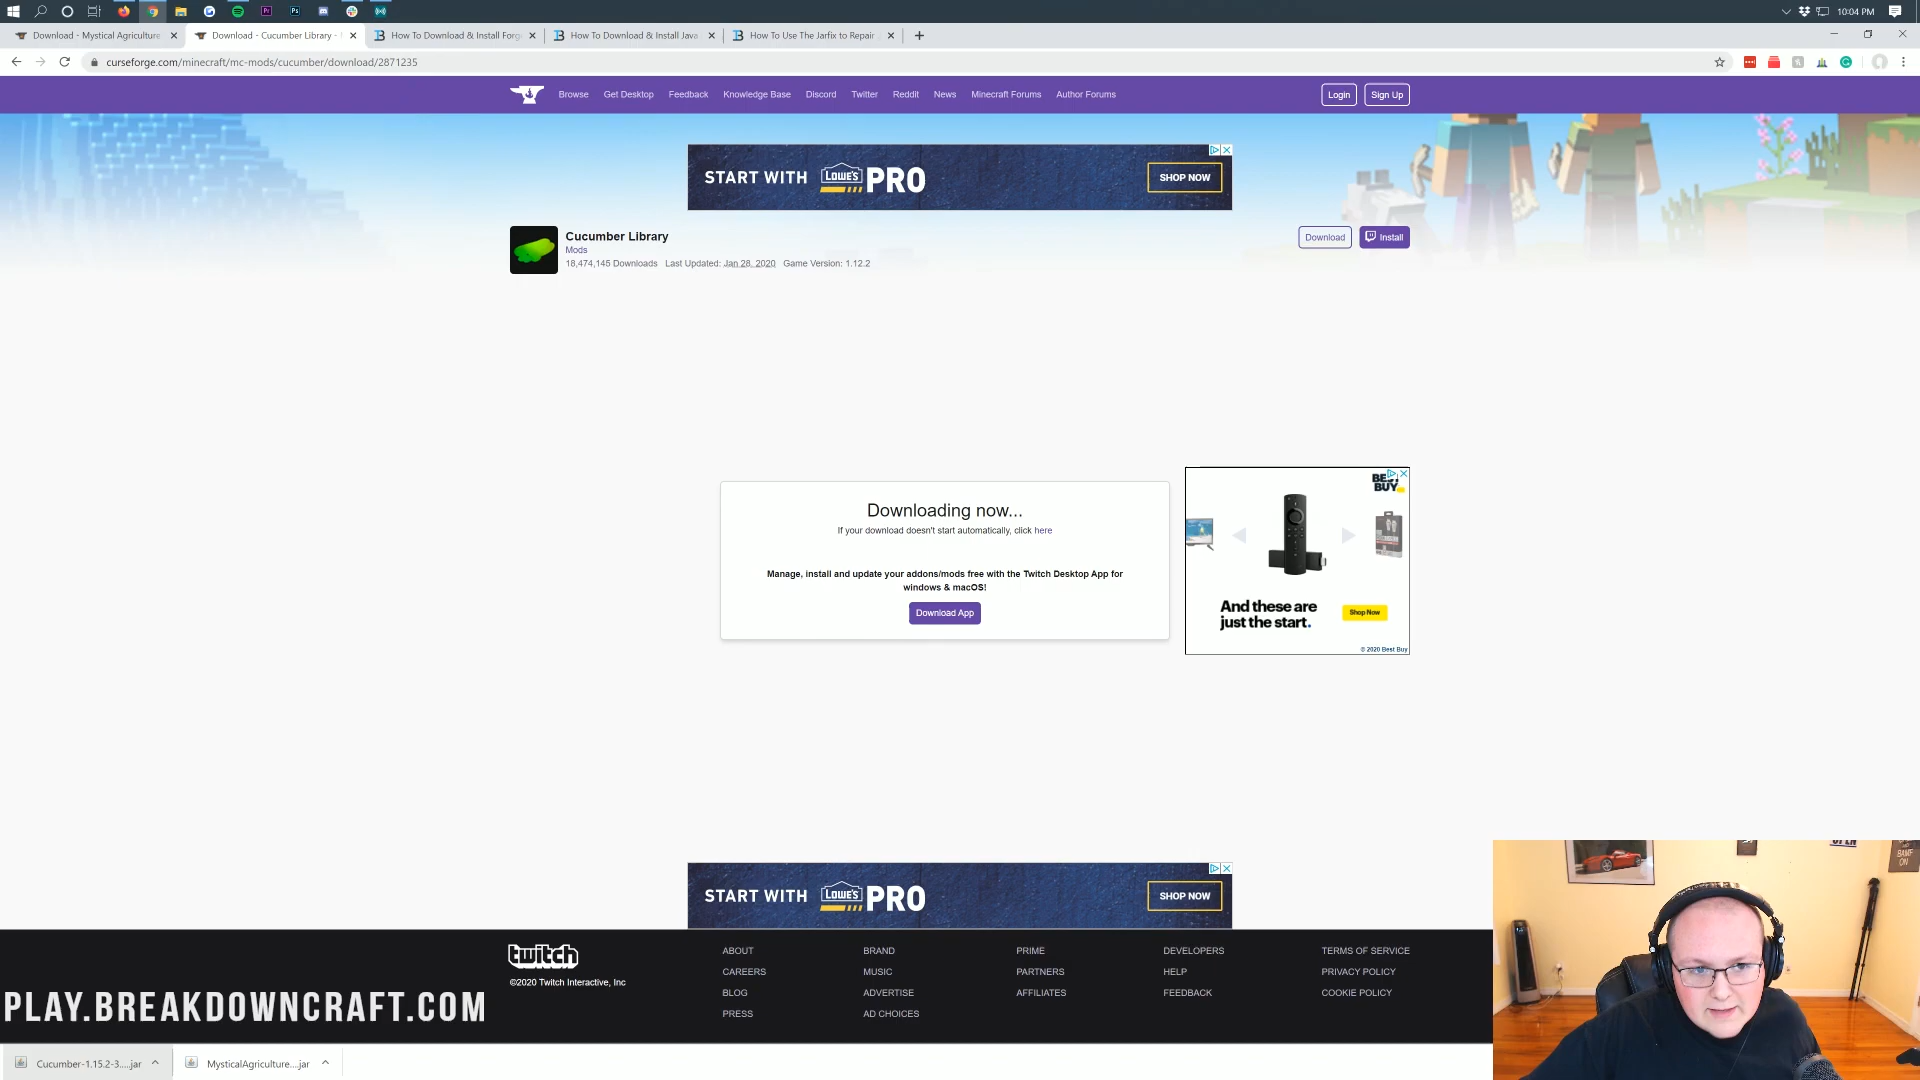 10:04 PM
Download - Mystical Agriculture
Download - Cucumber Library -
How To Download & Install Forg
How To Download & Install Java
How To Use The Jarfix to Repair
curseforge.com/minecraft/mc-mods/cucumber/download/2871235
Browse Get Desktop Feedback Knowledge Base Discord Twitter Reddit News Minecraft Forums Author Forums Login Sign Up
START WITH LOWE'S PRO SHOP NOW
Cucumber Library
Download Install
Mods
18,474,145 Downloads Last Updated: Jan 28, 2020 Game Version: 1.12.2
Downloading now...
If your download doesn't start automatically, click here
Manage, install and update your addons/mods free with the Twitch Desktop App for
windows & macOS!
Download App
BEST BUY
And these are
just the start.
Shop Now
© 2020 Best Buy
START WITH LOWE'S PRO SHOP NOW
twitch
©2020 Twitch Interactive, Inc
ABOUT BRAND PRIME DEVELOPERS TERMS OF SERVICE
CAREERS MUSIC PARTNERS HELP PRIVACY POLICY
BLOG ADVERTISE AFFILIATES FEEDBACK COOKIE POLICY
PRESS AD CHOICES
PLAY.BREAKDOWNCRAFT.COM
Cucumber-1.15.2-3....jar
MysticalAgriculture....jar
OPEN
GAME
ON